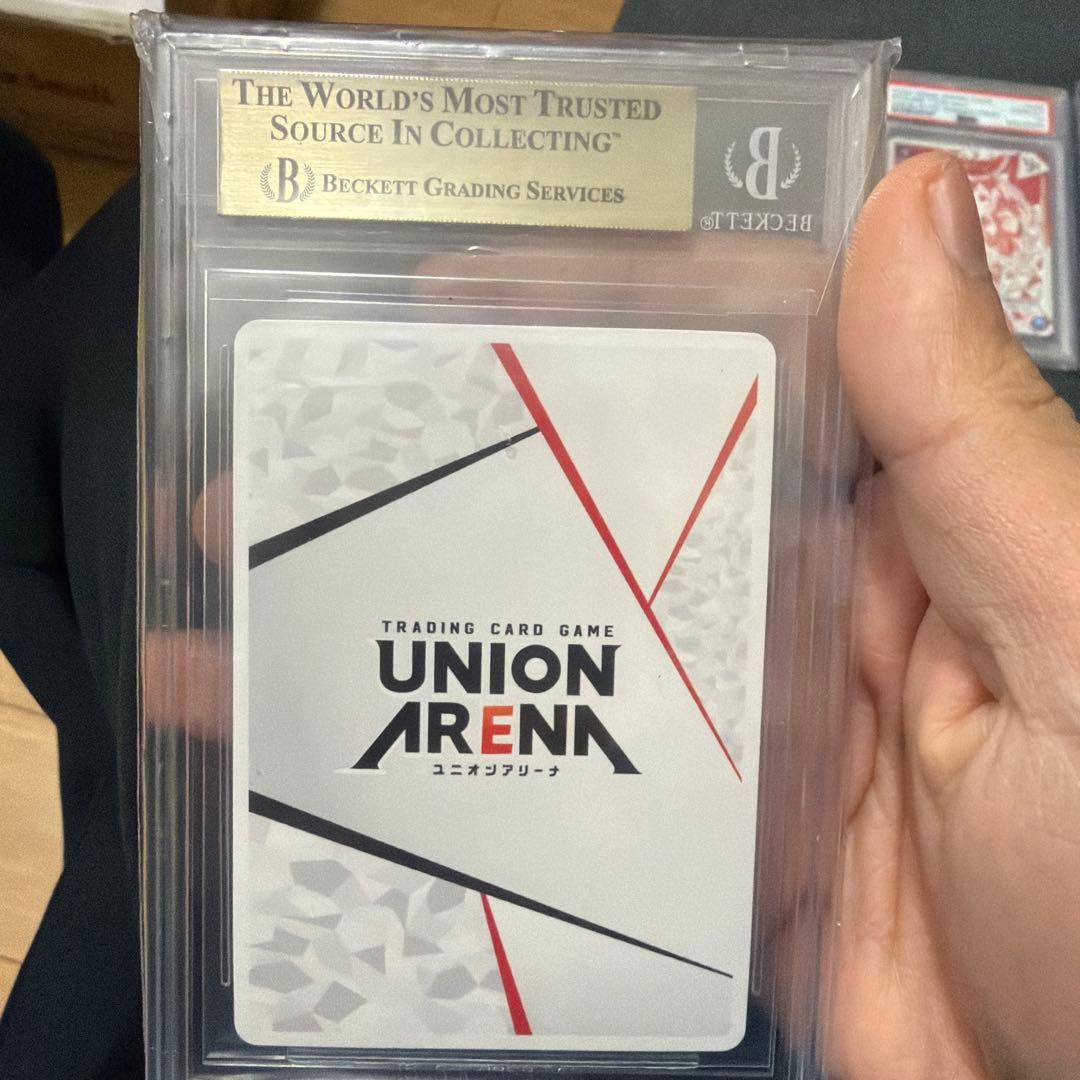 THE WORLD'S MOST TRUSTED
SOURCE IN COLLECTING™
B BECKETT GRADING SERVICES
B
BECKETT®
TRADING CARD GAME
UNION
ARENA
ユニオンアリーナ